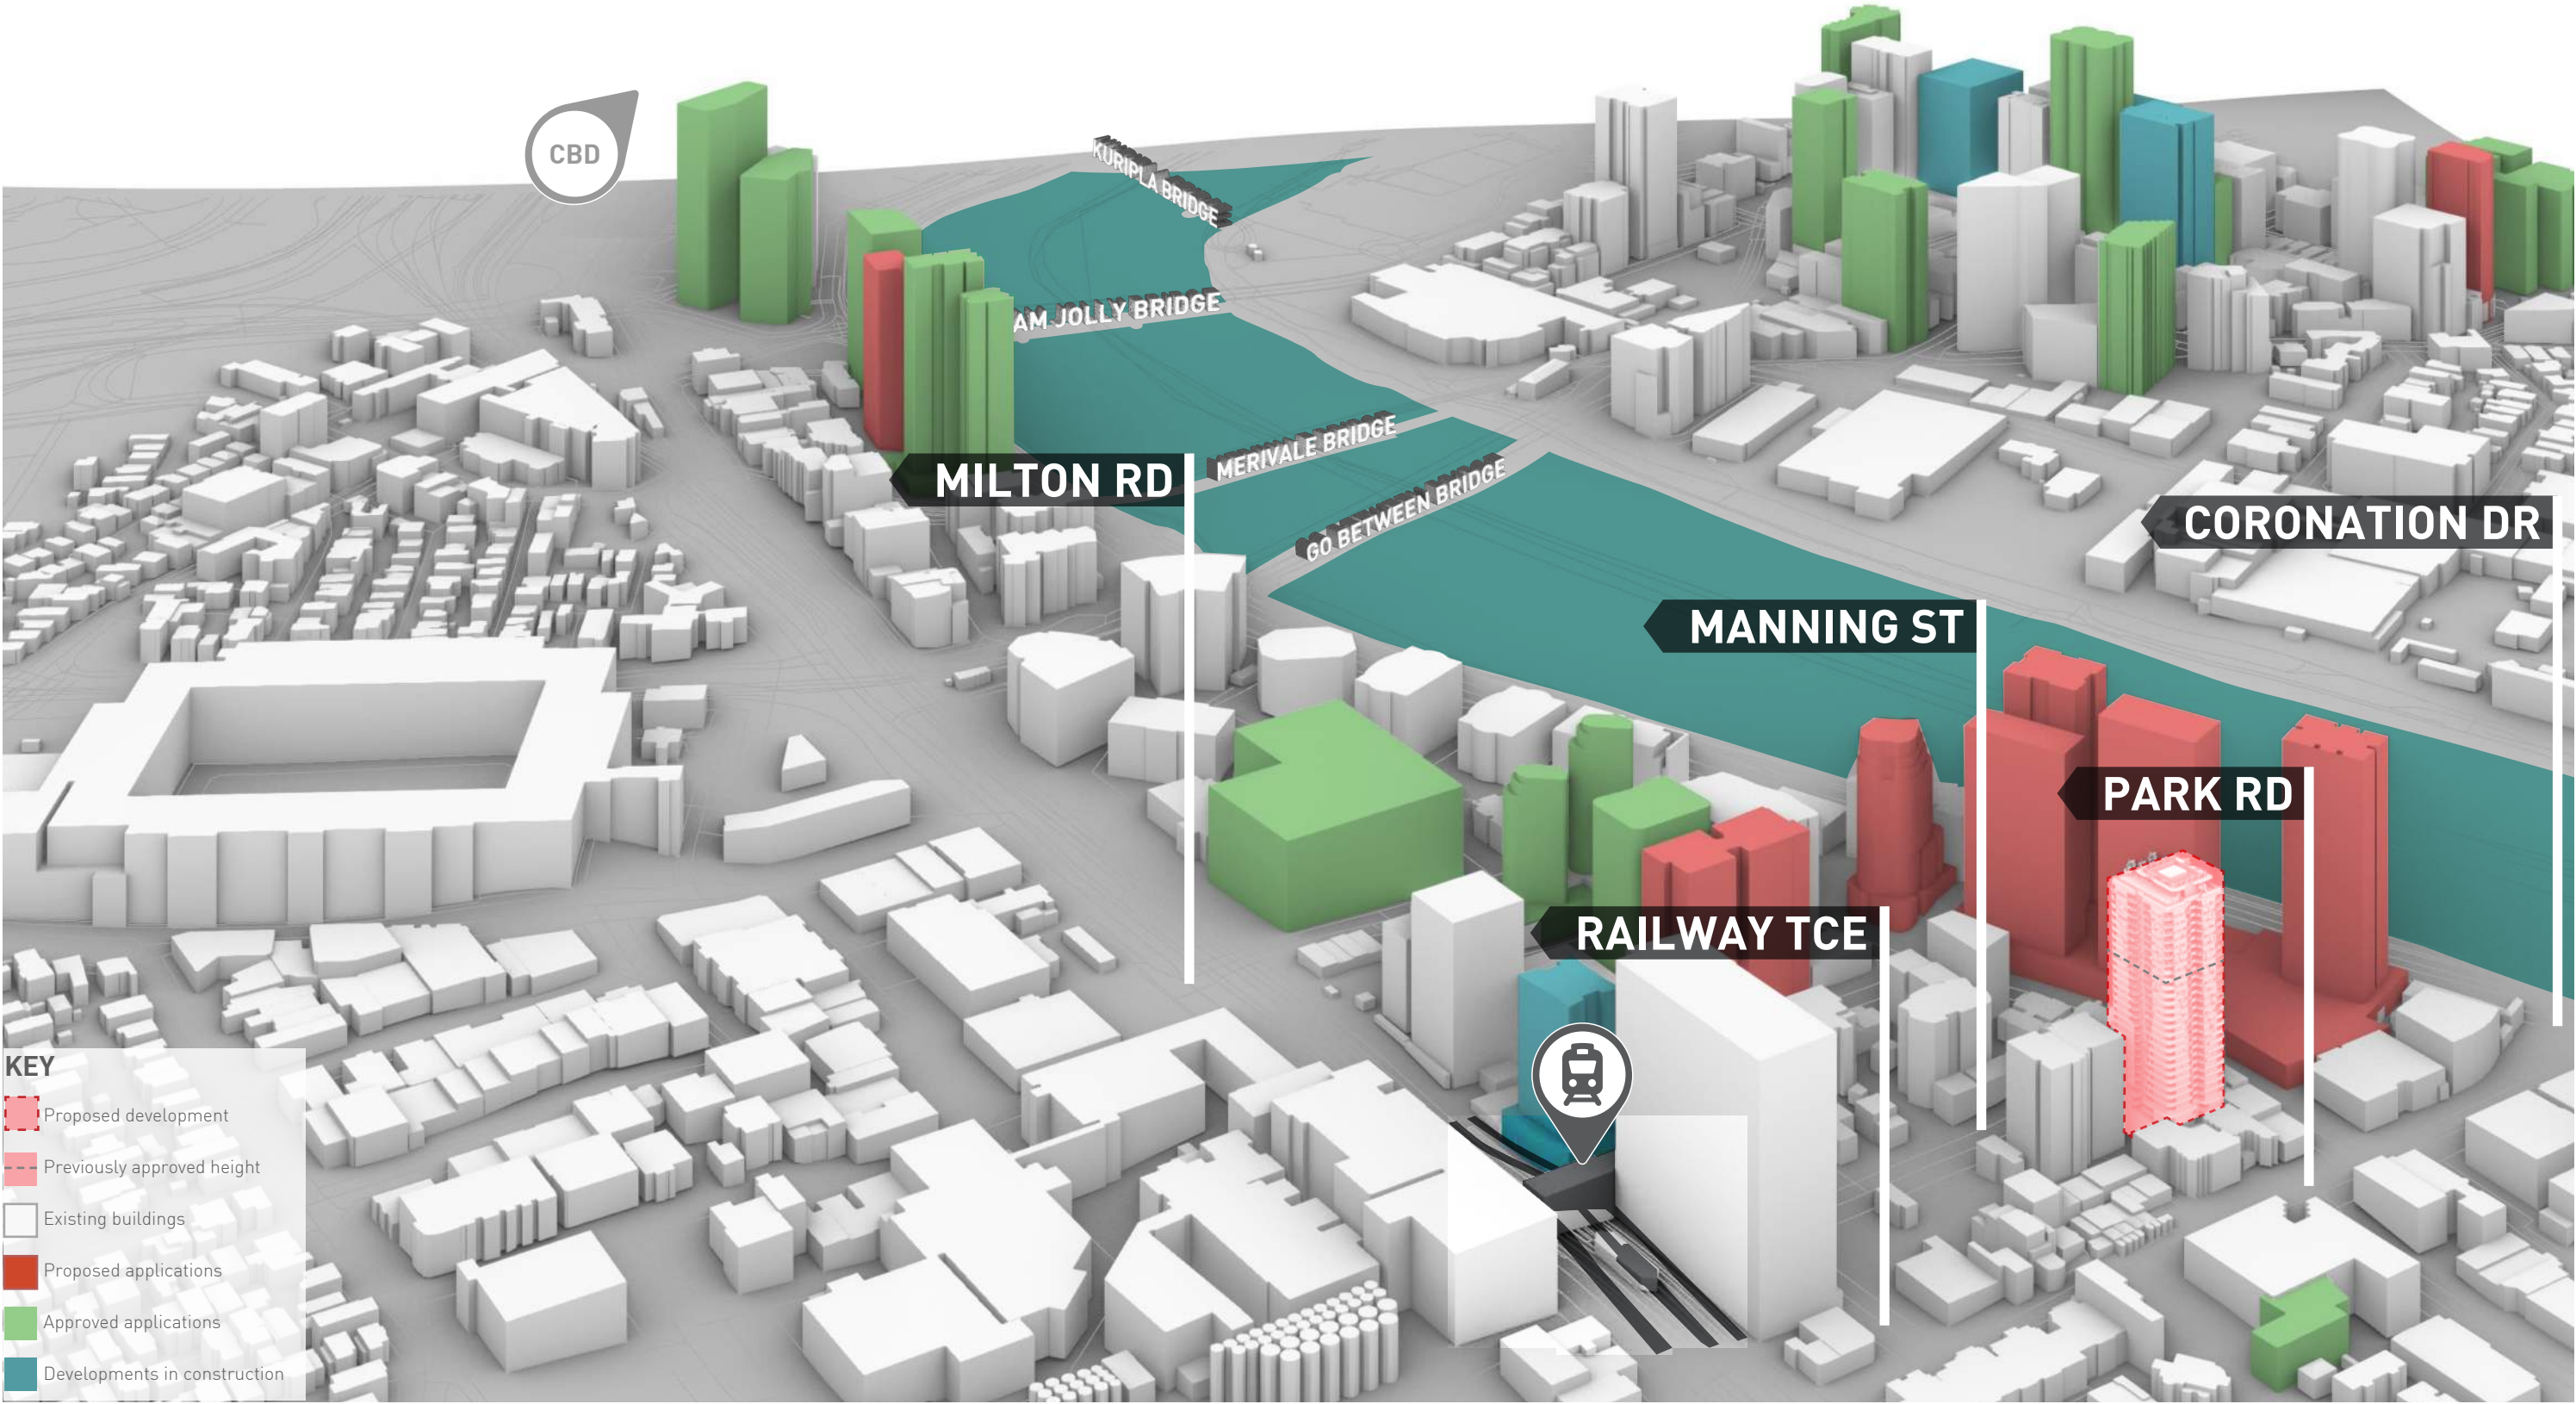 CBD
KURIPLA BRIDGE
AM JOLLY BRIDGE
MERIVALE BRIDGE
MILTON RD
GO BETWEEN BRIDGE
CORONATION DR
MANNING ST
PARK RD
RAILWAY TCE
KEY
Proposed development
Previously approved height
Existing buildings
Proposed applications
Approved applications
Developments in construction